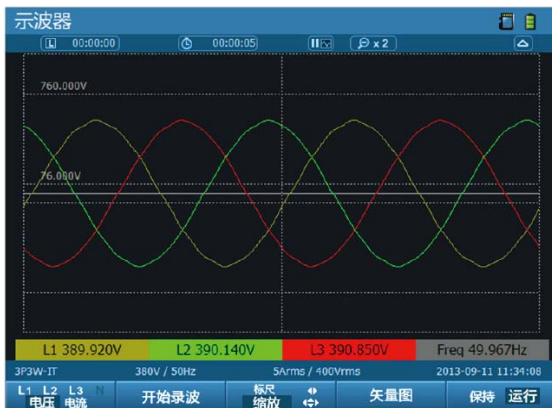 示波器
L 00:00:00 00:00:05 x 2
760.000V
76.000V
L1 389.920V L2 390.140V L3 390.850V Freq 49.967Hz
3P3W-IT 380V / 50Hz 5Arms / 400Vrms 2013-09-11 11:34:08
L1 L2 L3 N
电压 电流
开始录波
标尺
缩放
矢量图
保持 运行